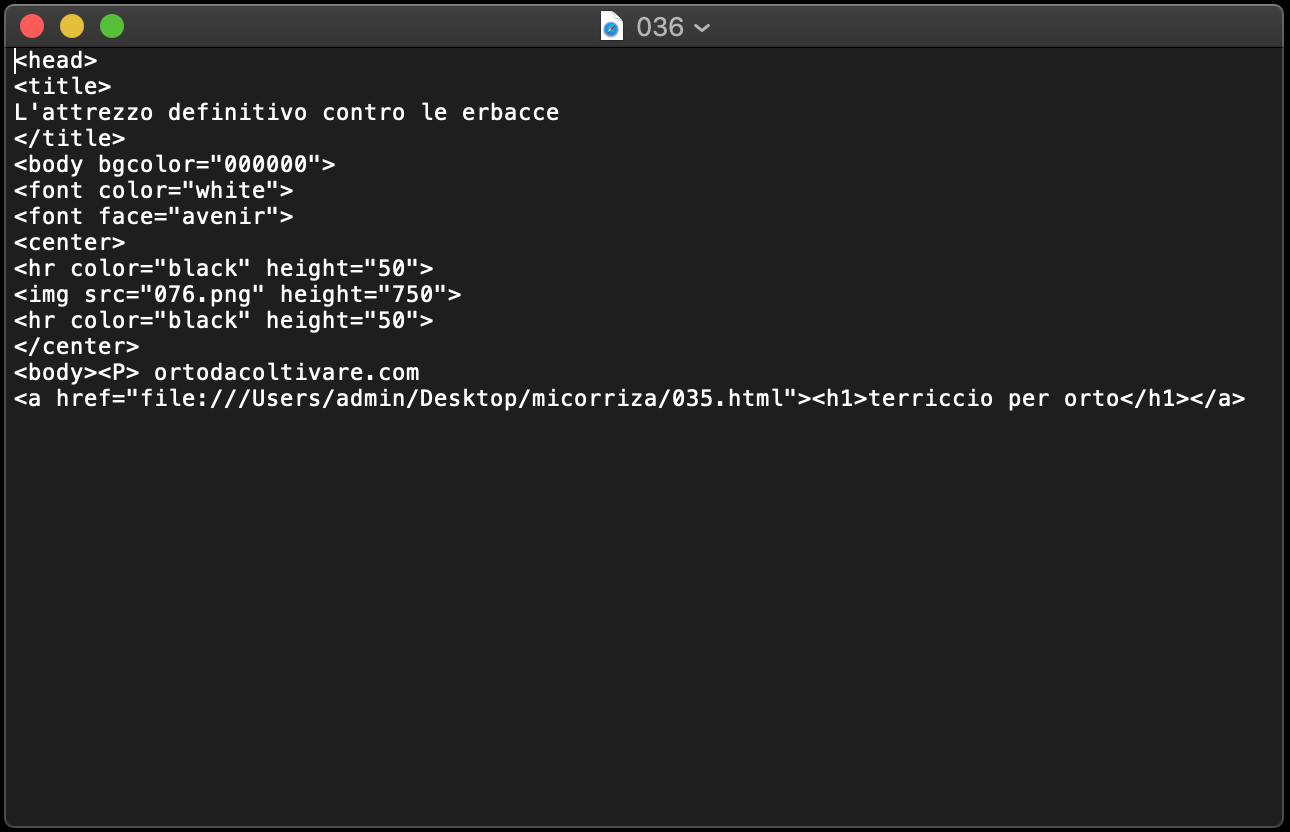 036
<head>
<title>
L'attrezzo definitivo contro le erbacce
</title>
<body bgcolor="000000">
<font color="white">
<font face="avenir">
<center>
<hr color="black" height="50">
<img src="076.png" height="750">
<hr color="black" height="50">
</center>
<body><P> ortodacoltivare.com
<a href="file:///Users/admin/Desktop/micorriza/035.html"><h1>terriccio per orto</h1></a>